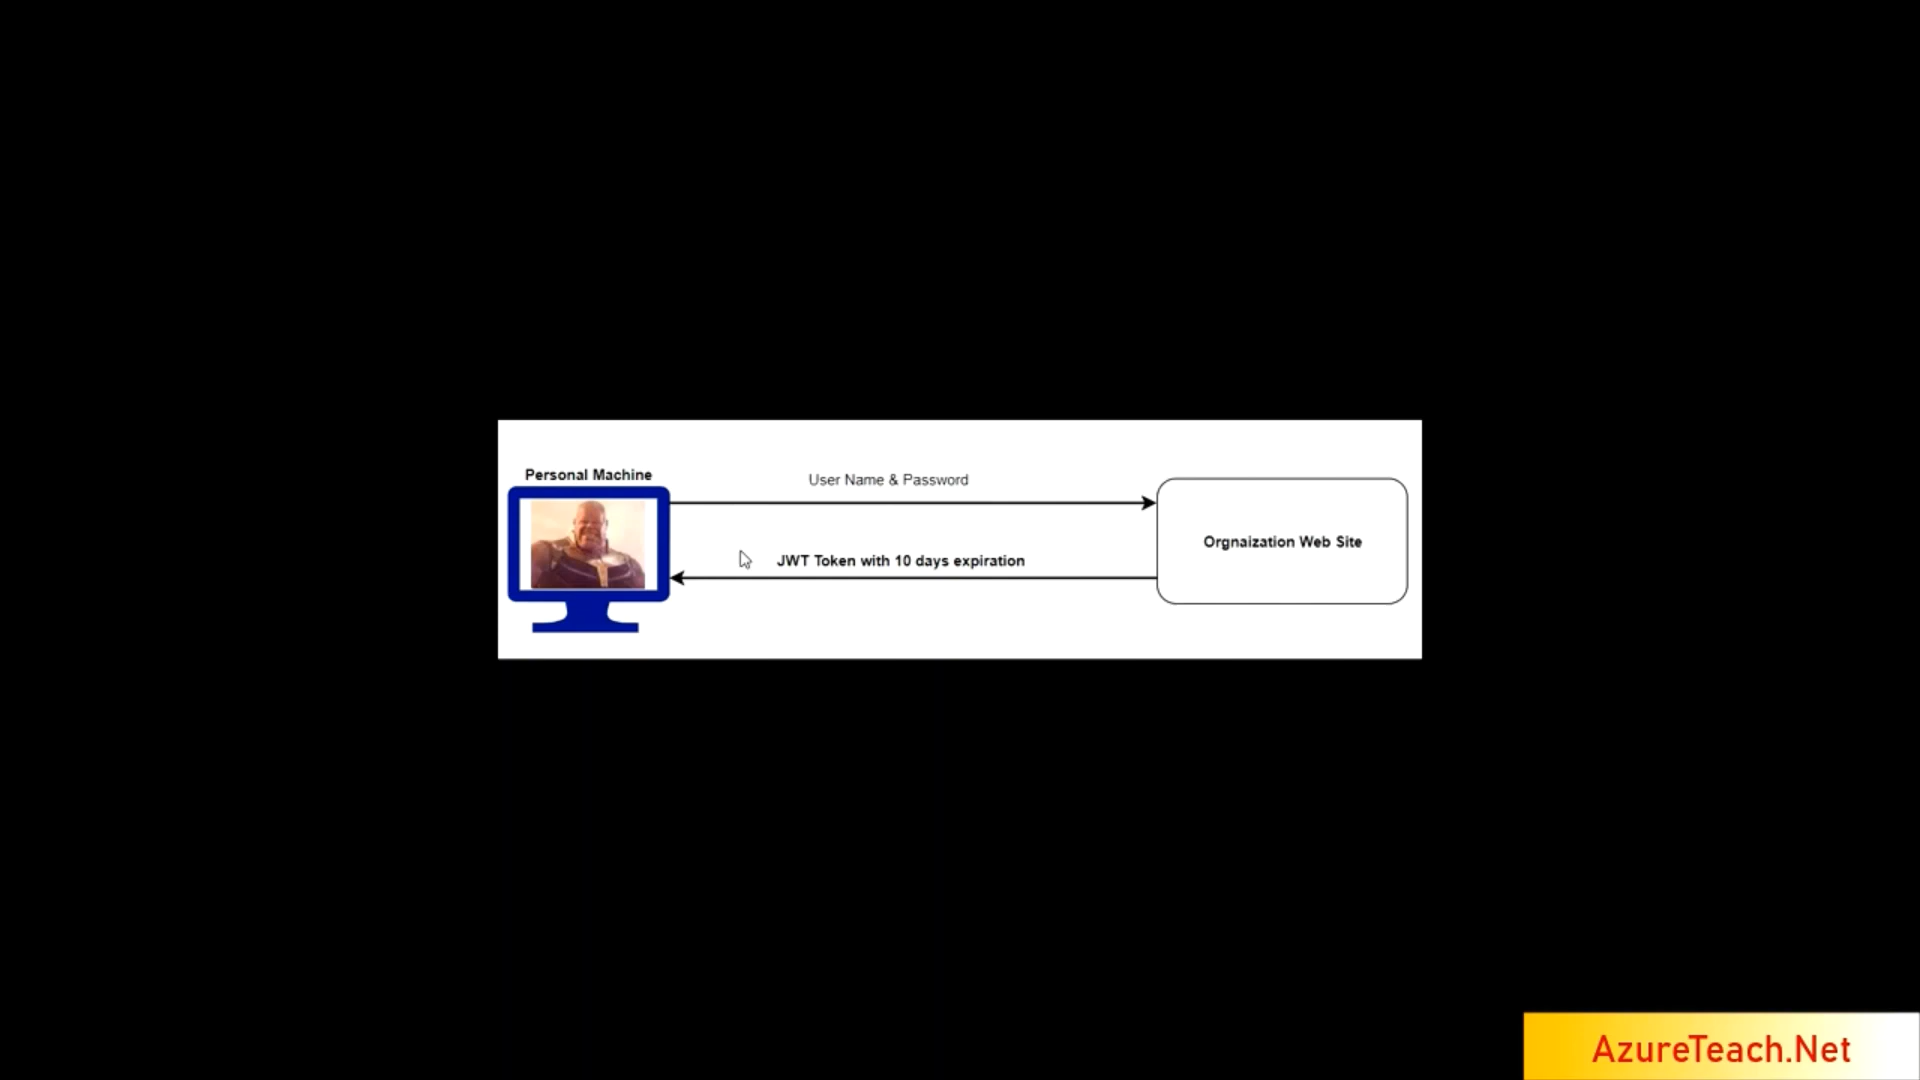 Personal Machine
User Name & Password
JWT Token with 10 days expiration
Orgnaization Web Site
AzureTeach.Net